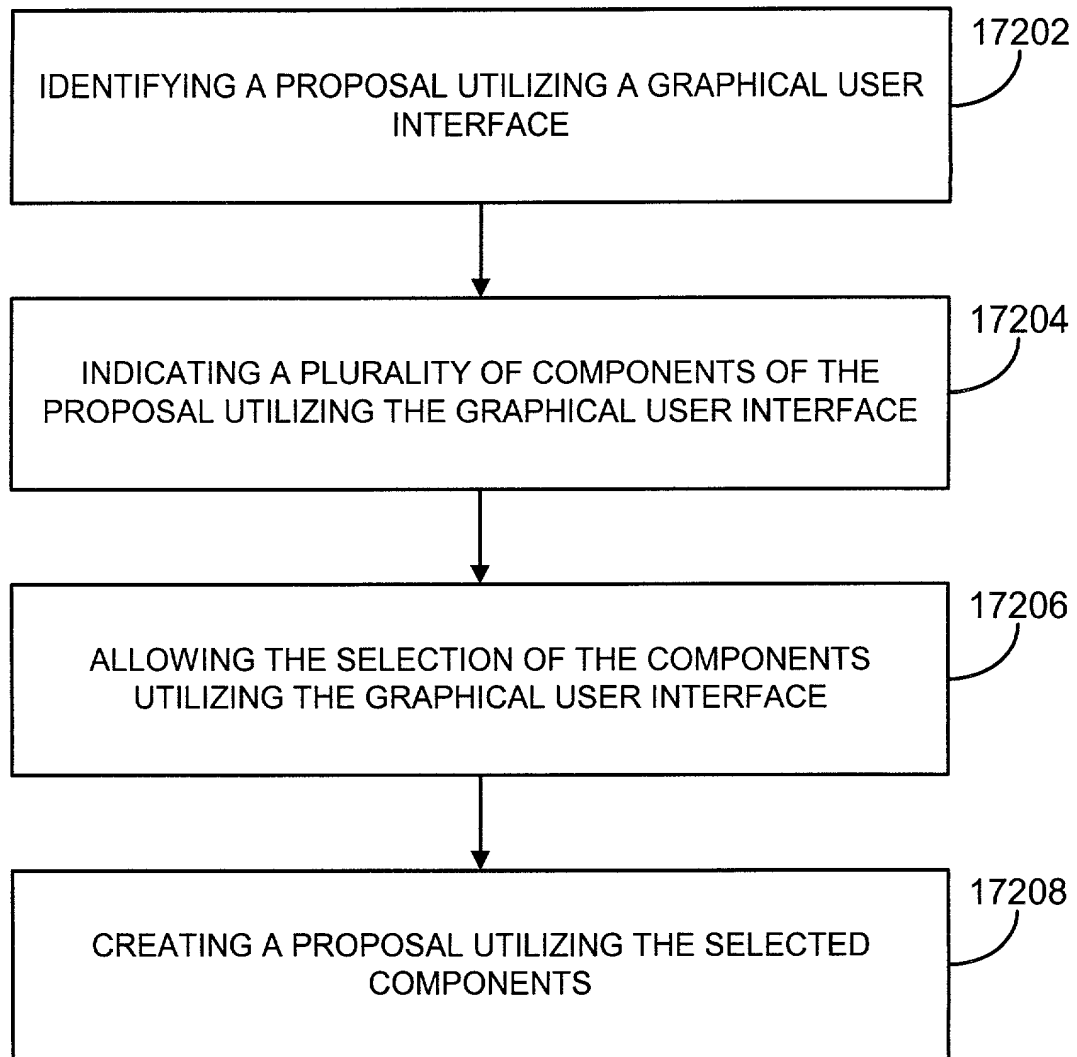 17202
IDENTIFYING A PROPOSAL UTILIZING A GRAPHICAL USER
INTERFACE
17204
INDICATING A PLURALITY OF COMPONENTS OF THE
PROPOSAL UTILIZING THE GRAPHICAL USER INTERFACE
17206
ALLOWING THE SELECTION OF THE COMPONENTS
UTILIZING THE GRAPHICAL USER INTERFACE
17208
CREATING A PROPOSAL UTILIZING THE SELECTED
COMPONENTS